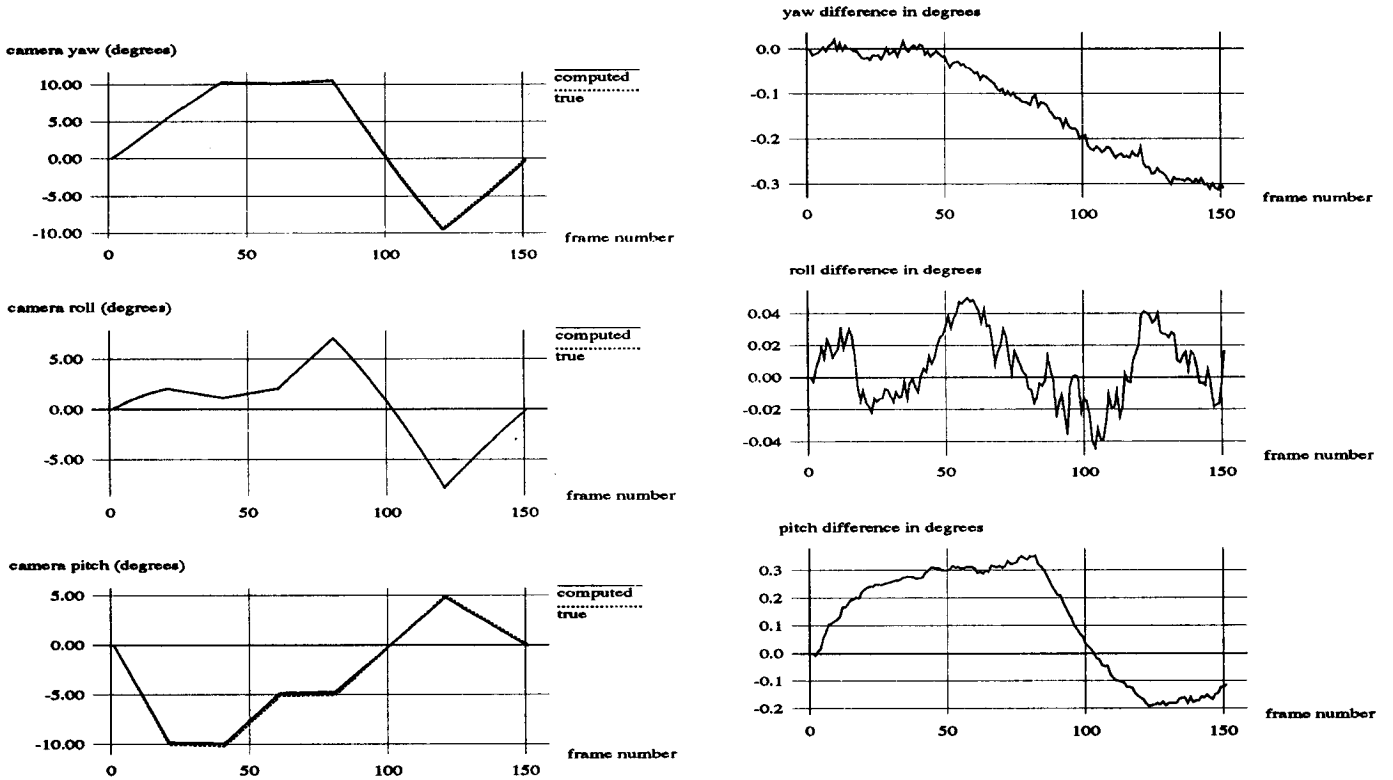 camera yaw (degrees)
10.00
5.00
0.00
-5.00
-10.00
0
50
100
150
frame number
computed
true
camera roll (degrees)
5.00
0.00
-5.00
0
50
100
150
frame number
computed
true
camera pitch (degrees)
5.00
0.00
-5.00
-10.00
0
50
100
150
frame number
computed
true
yaw difference in degrees
0.0
-0.1
-0.2
-0.3
0
50
100
150
frame number
roll difference in degrees
0.04
0.02
0.00
-0.02
-0.04
0
50
100
150
frame number
pitch difference in degrees
0.3
0.2
0.1
0.0
-0.1
-0.2
0
50
100
150
frame number